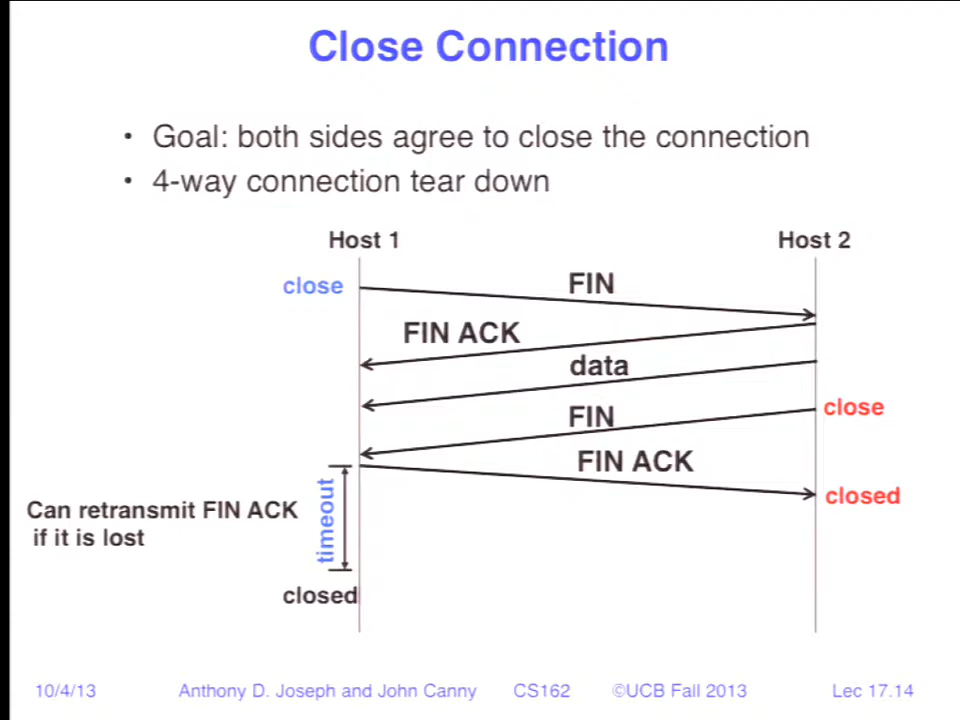 Close Connection
• Goal: both sides agree to close the connection
• 4-way connection tear down
Host 1
Host 2
close
FIN
FIN ACK
data
FIN
close
FIN ACK
closed
Can retransmit FIN ACK
if it is lost
timeout
closed
10/4/13
Anthony D. Joseph and John Canny
CS162
©UCB Fall 2013
Lec 17.14